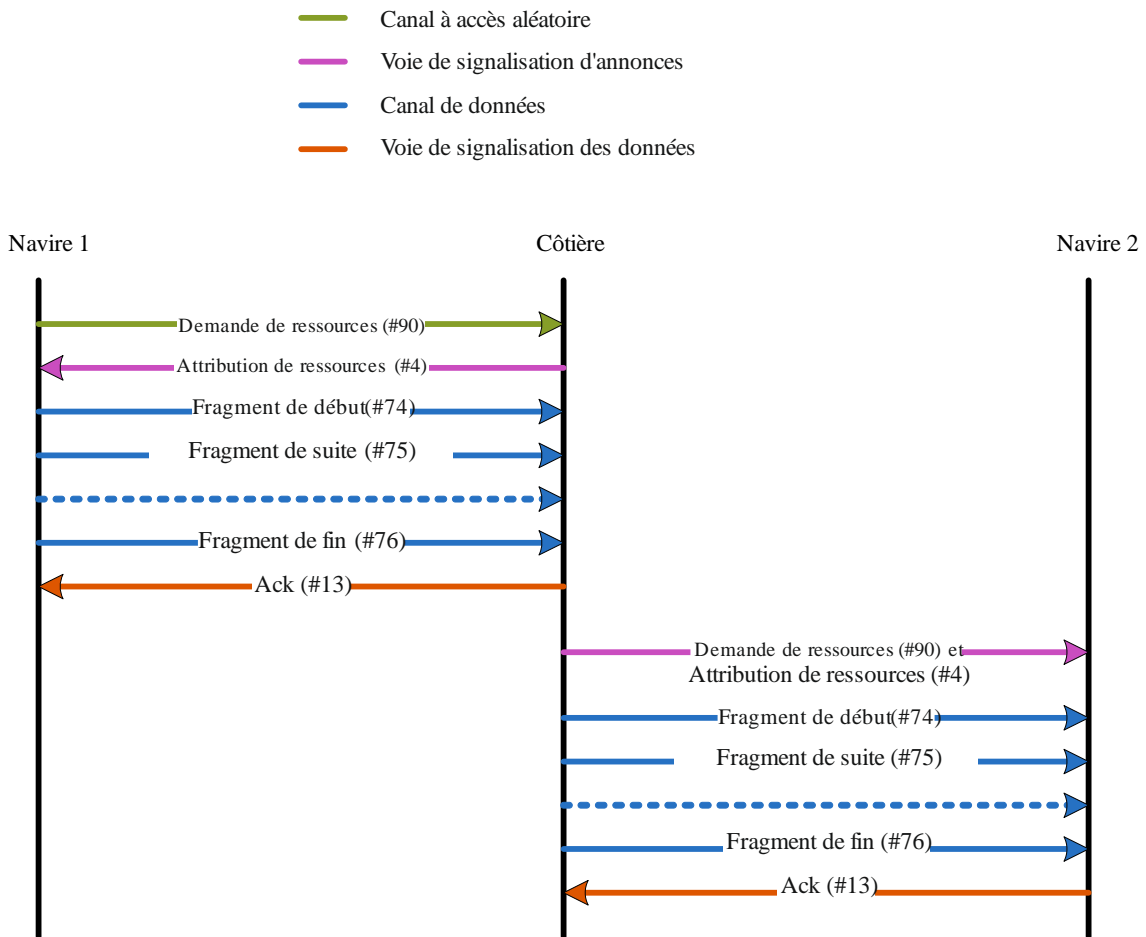 Canal à accès aléatoire
Voie de signalisation d'annonces
Canal de données
Voie de signalisation des données
Navire 1
Côtière
Navire 2
Demande de ressources (#90)
Attribution de ressources (#4)
Fragment de début(#74)
Fragment de suite (#75)
Fragment de fin (#76)
Ack (#13)
Demande de ressources (#90) et
Attribution de ressources (#4)
Fragment de début(#74)
Fragment de suite (#75)
Fragment de fin (#76)
Ack (#13)